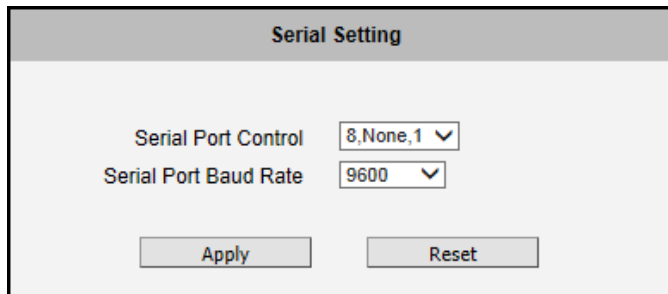 Serial Setting
Serial Port Control 8,None,1
Serial Port Baud Rate 9600
Apply Reset